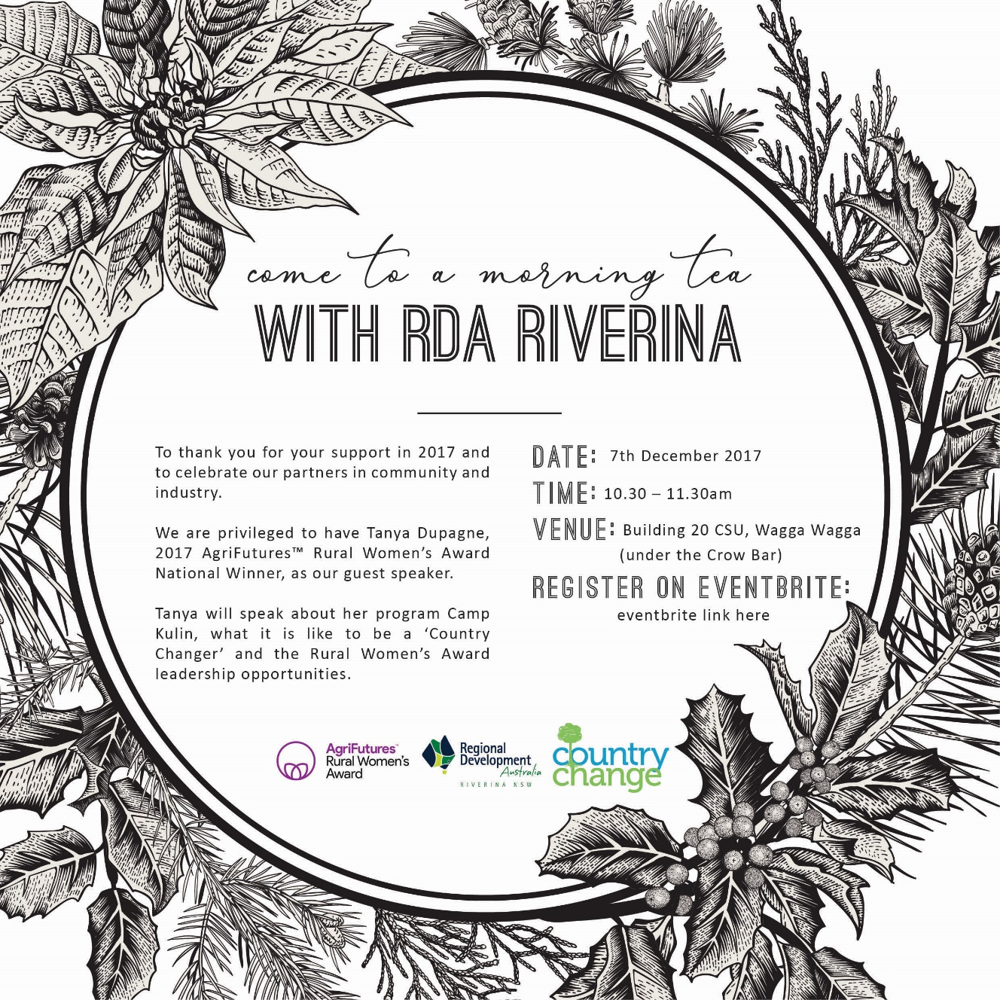 come to a morning tea
WITH RDA RIVERINA
To thank you for your support in 2017 and
to celebrate our partners in community and
industry.
We are privileged to have Tanya Dupagne,
2017 AgriFutures™ Rural Women’s Award
National Winner, as our guest speaker.
Tanya will speak about her program Camp
Kulin, what it is like to be a ‘Country
Changer’ and the Rural Women’s Award
leadership opportunities.
DATE: 7th December 2017
TIME: 10.30 – 11.30am
VENUE: Building 20 CSU, Wagga Wagga
(under the Crow Bar)
REGISTER ON EVENTBRITE:
eventbrite link here
AgriFutures™
Rural Women’s
Award
Regional
Development
Australia
RIVERINA NSW
country
change